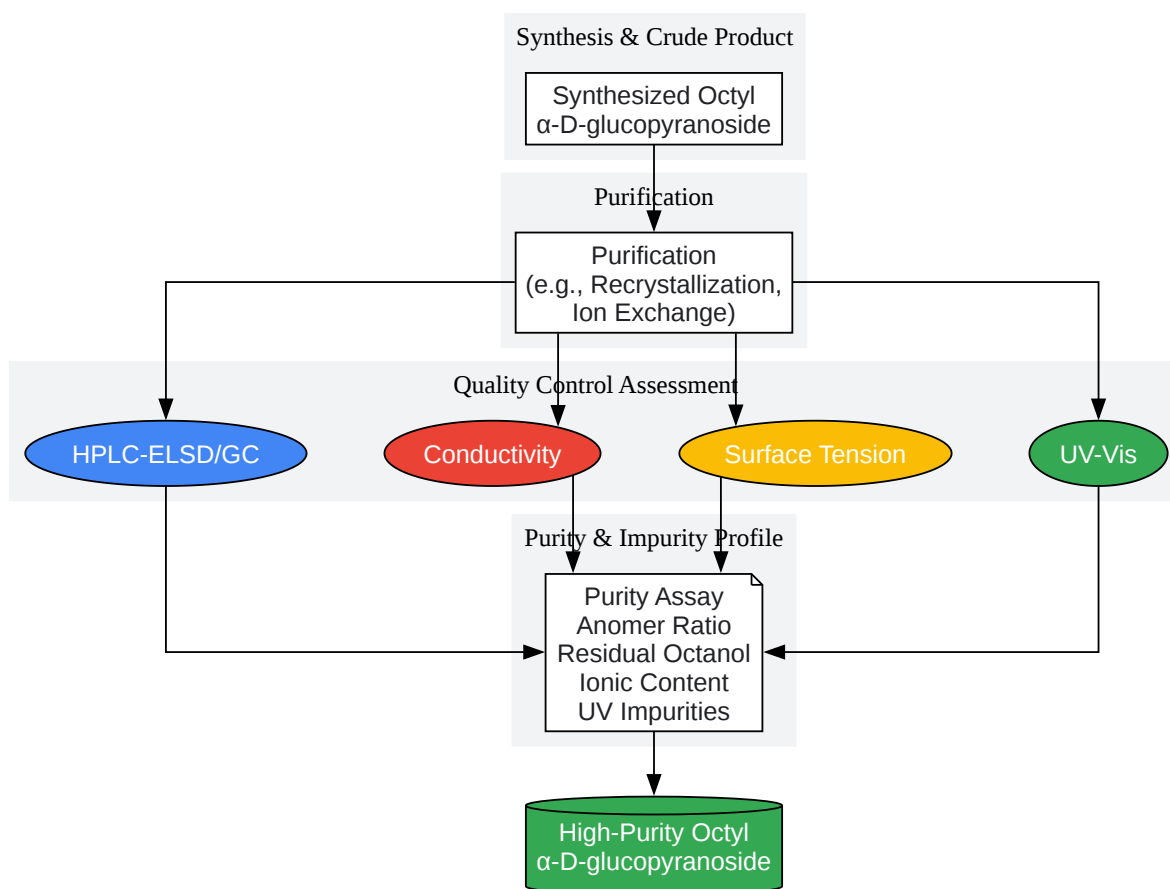 Synthesis & Crude Product
Synthesized Octyl
α-D-glucopyranoside
Purification
Purification
(e.g., Recrystallization,
Ion Exchange)
Quality Control Assessment
HPLC-ELSD/GC
Conductivity
Surface Tension
UV-Vis
Purity & Impurity Profile
Purity Assay
Anomer Ratio
Residual Octanol
Ionic Content
UV Impurities
High-Purity Octyl
α-D-glucopyranoside